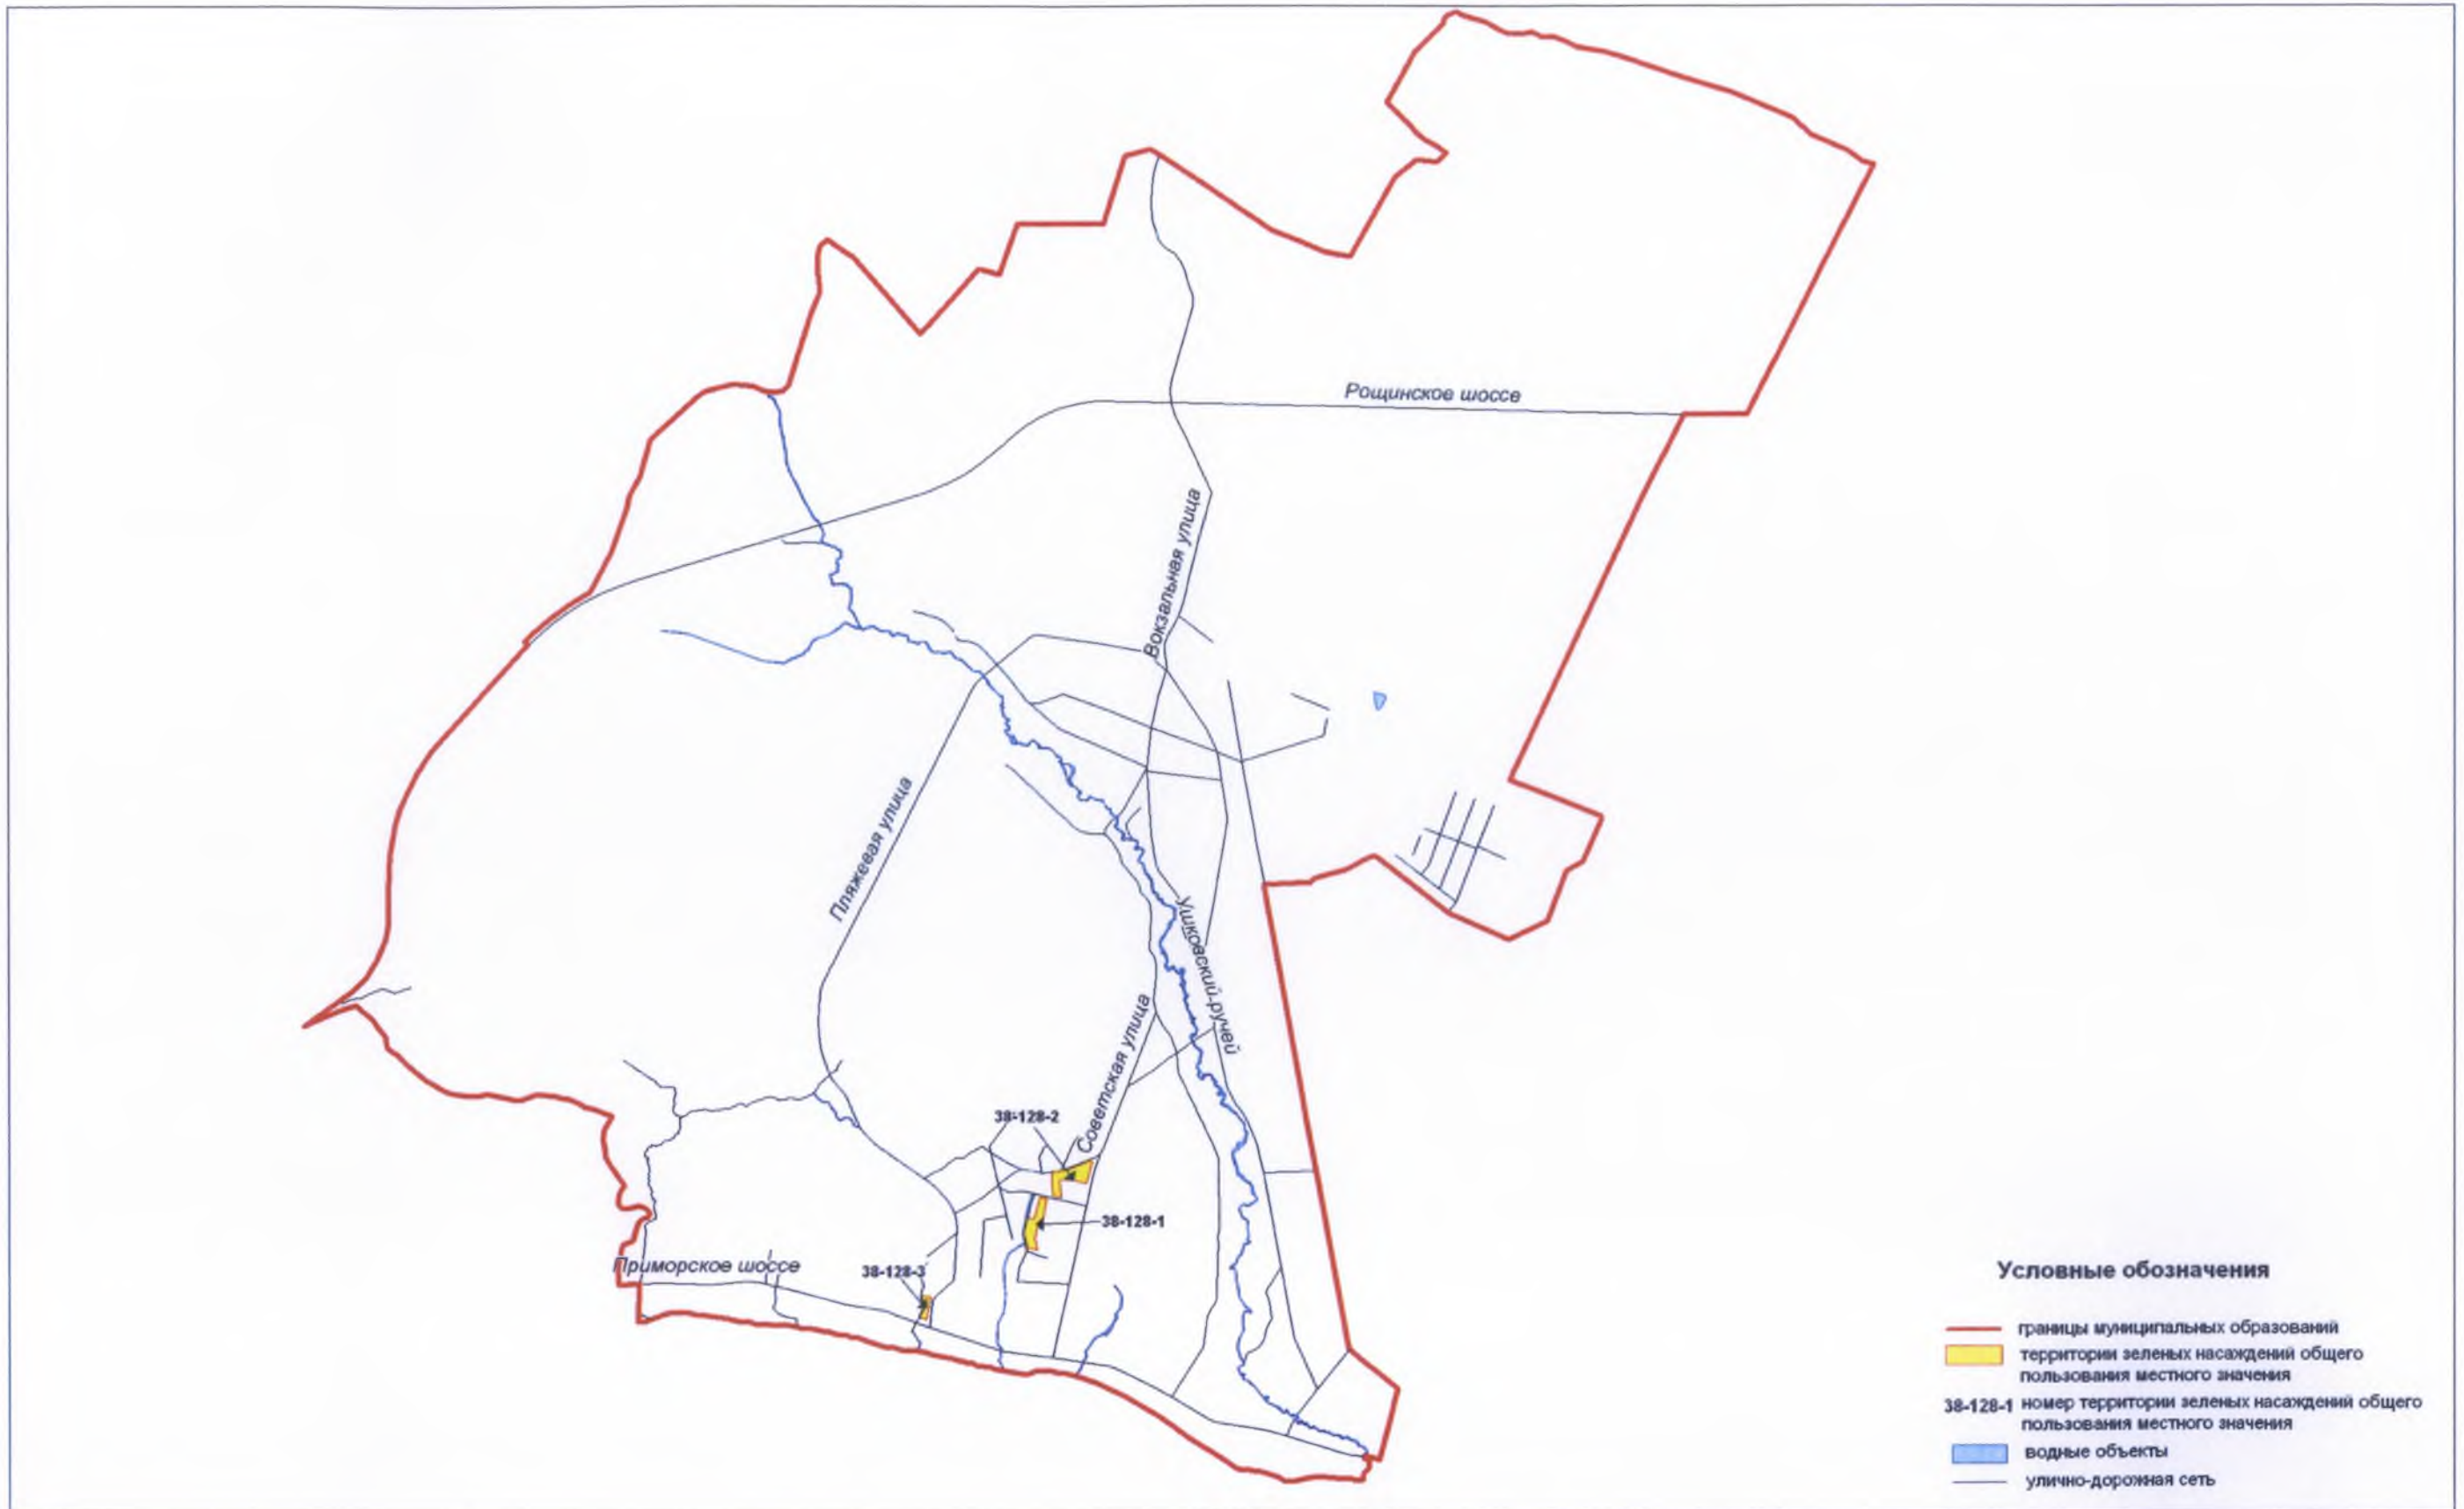 Рощинское шоссе
Вокзальная улица
Пляжевая улица
Ушковский-ручей
Советская улица
38-128-2
38-128-1
Приморское шоссе
38-128-3
Условные обозначения
границы муниципальных образований
территории зеленых насаждений общего
пользования местного значения
38-128-1 номер территории зеленых насаждений общего
пользования местного значения
водные объекты
улично-дорожная сеть